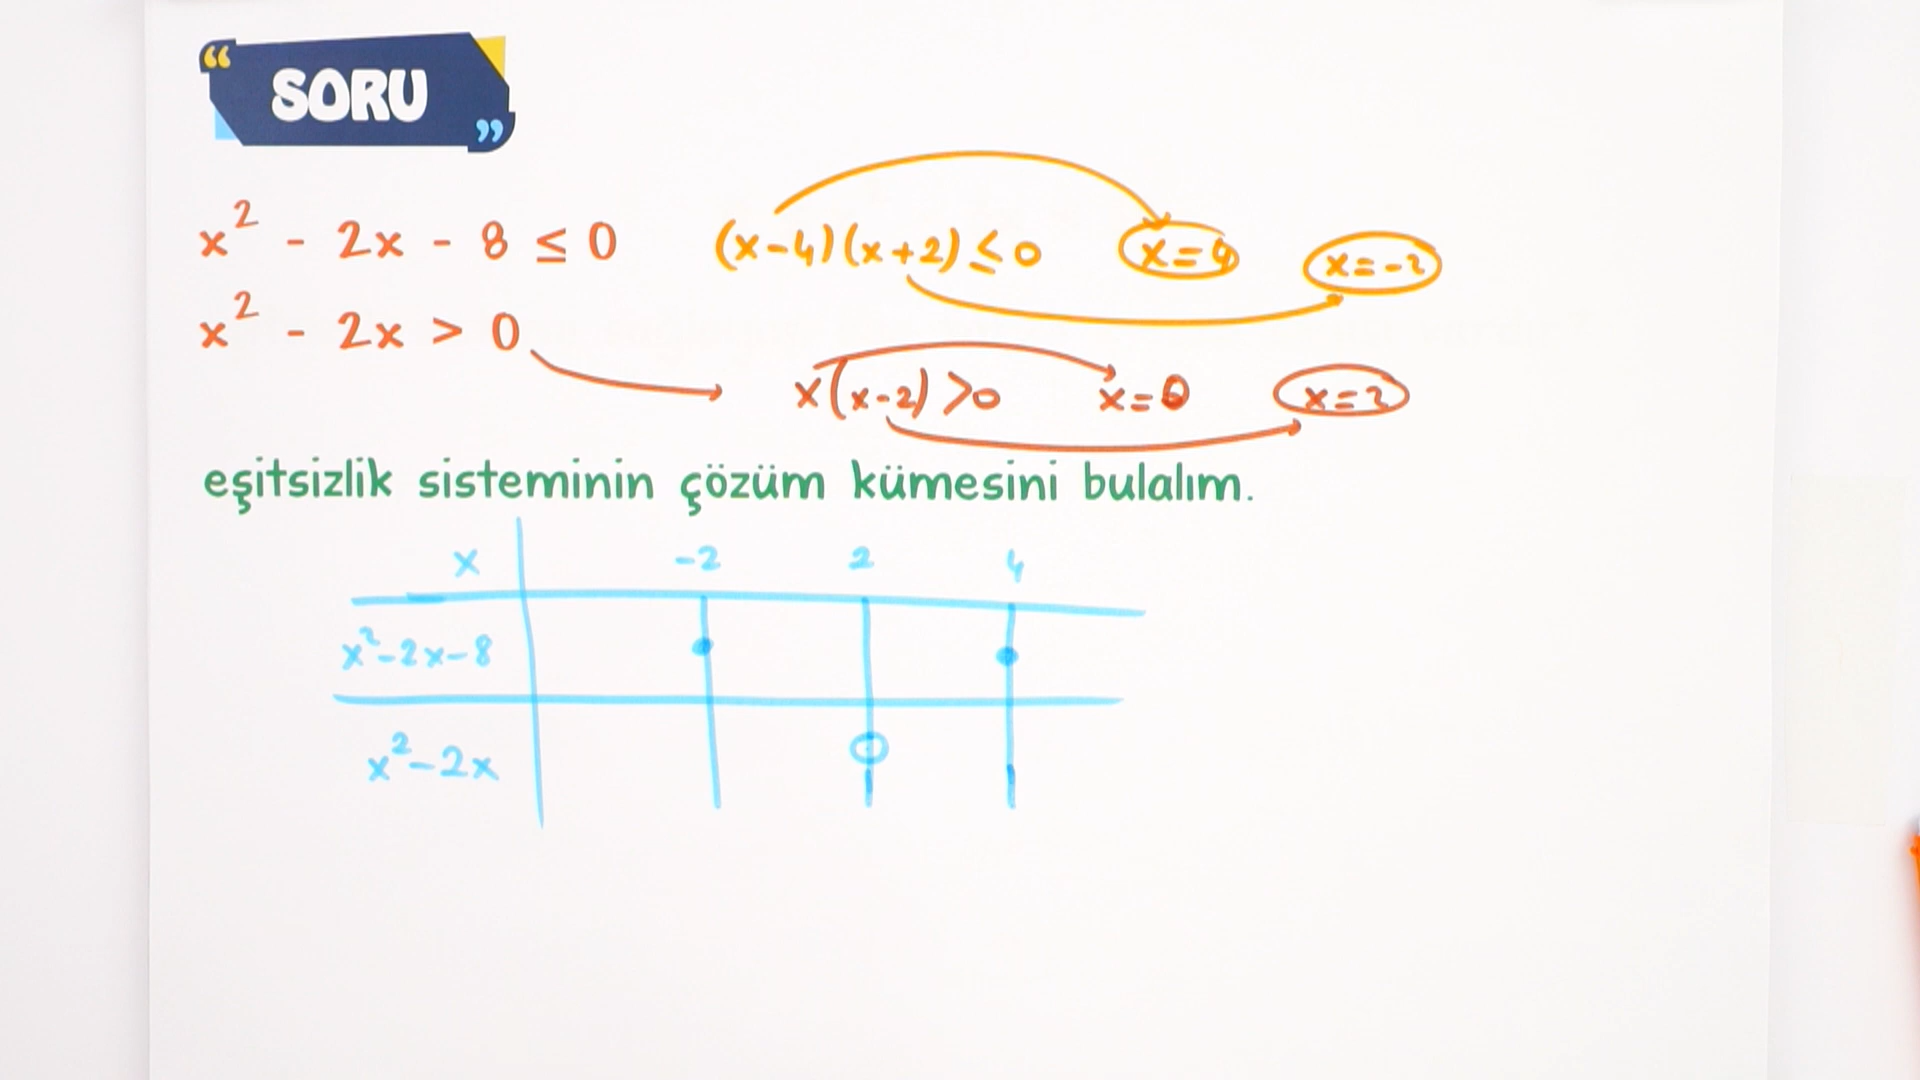 “ SORU ”
x² - 2x - 8 ≤ 0 (x-4)(x+2) ≤ 0 x=4 x=-2
x² - 2x > 0 x(x-2) > 0 x=0 x=2
eşitsizlik sisteminin çözüm kümesini bulalım.
x -2 2 4
x²-2x-8
x²-2x